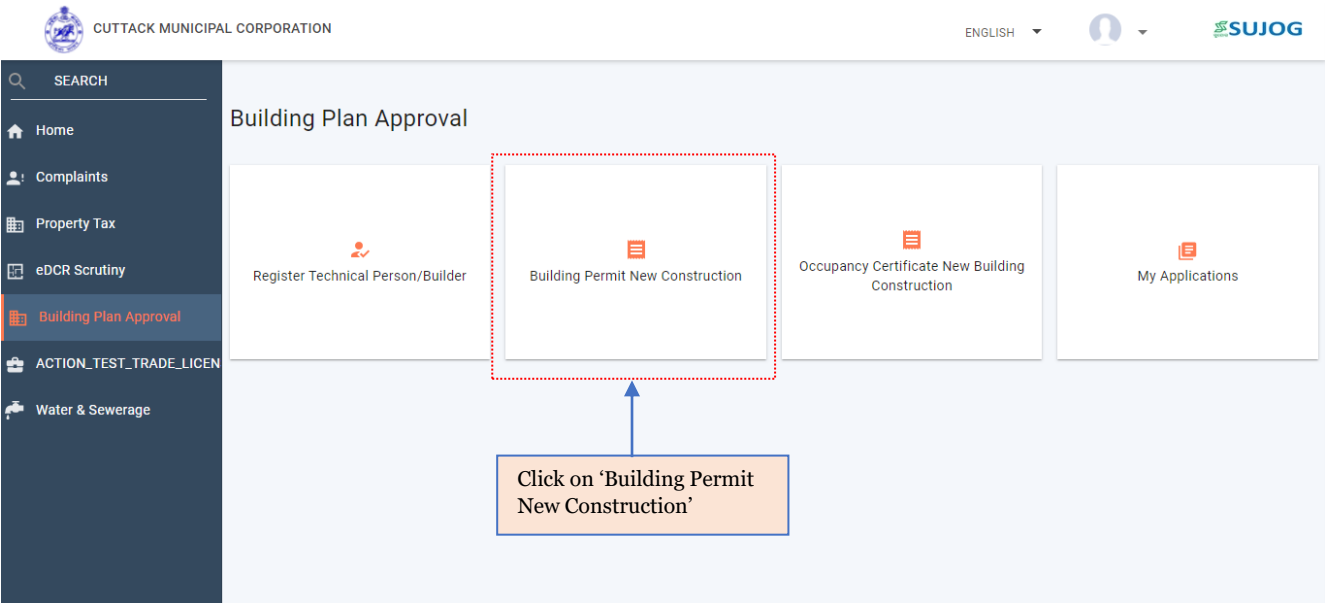 CUTTACK MUNICIPAL CORPORATION
ENGLISH
SUJOG
SEARCH
Home
Complaints
Property Tax
eDCR Scrutiny
Building Plan Approval
ACTION_TEST_TRADE_LICEN
Water & Sewerage
Building Plan Approval
Register Technical Person/Builder
Building Permit New Construction
Occupancy Certificate New Building
Construction
My Applications
Click on ‘Building Permit
New Construction’